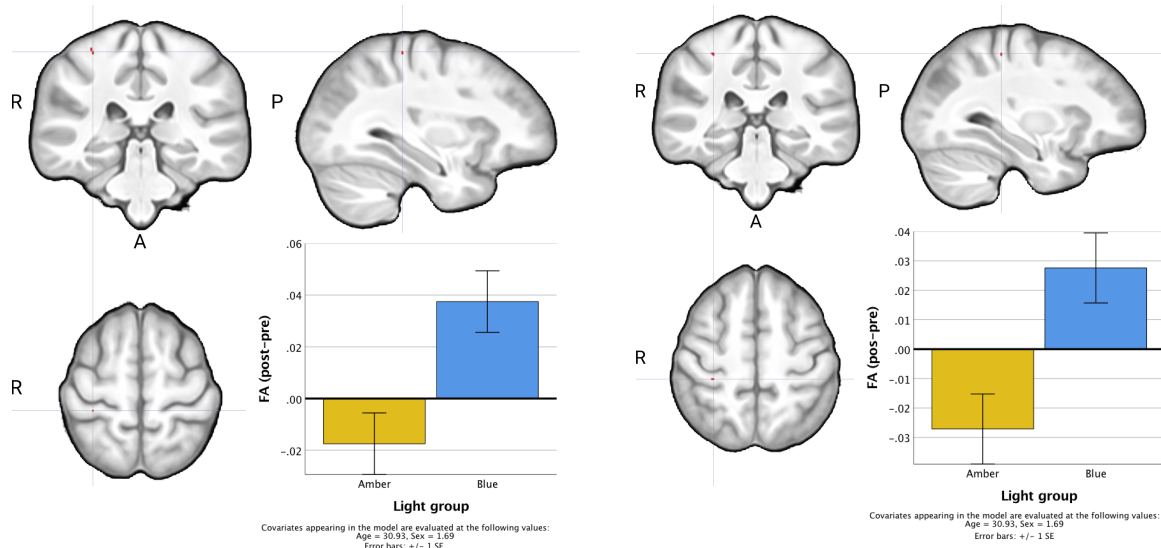 R
P
A
R
.06
.04
.02
.00
-.02
FA (post-pre)
Amber Blue
Light group
Covariates appearing in the model are evaluated at the following values:
Age = 30.93, Sex = 1.69
Error bars: +/- 1 SE
R
P
A
R
.04
.03
.02
.01
.00
-.01
-.02
-.03
FA (pos-pre)
Amber Blue
Light group
Covariates appearing in the model are evaluated at the following values:
Age = 30.93, Sex = 1.69
Error bars: +/- 1 SE